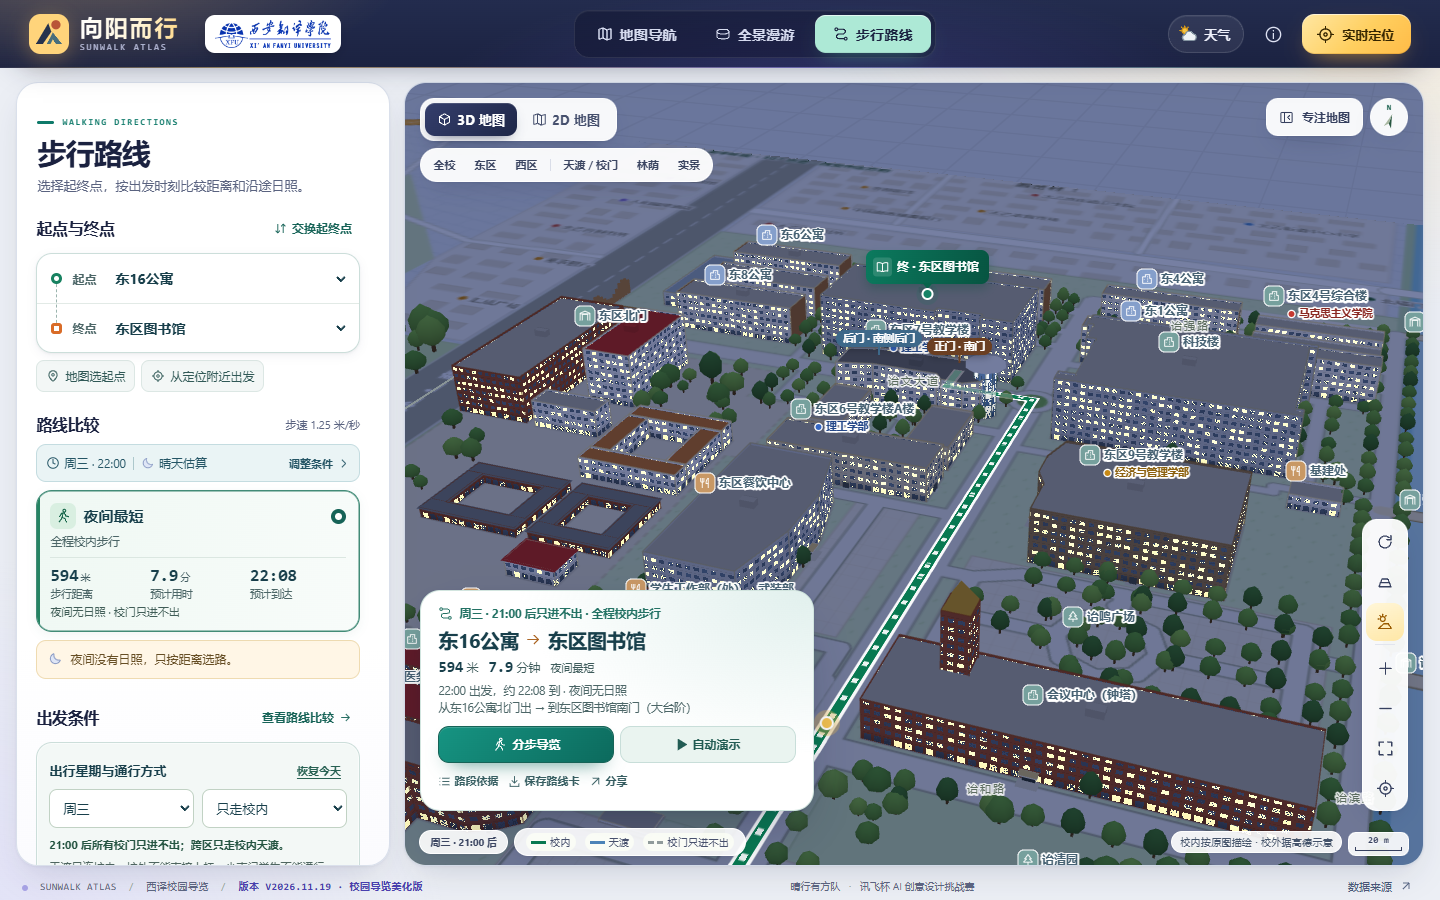 向阳而行
SUNWALK ATLAS
西安翻译学院
XI'AN FANYI UNIVERSITY
地图导航
全景漫游
步行路线
天气
实时定位
WALKING DIRECTIONS
步行路线
选择起终点，按出发时刻比较距离和沿途日照。
起点与终点
交换起终点
起点 东16公寓
终点 东区图书馆
地图选起点
从定位附近出发
路线比较
步速 1.25 米/秒
周三 · 22:00
晴天估算
调整条件
夜间最短
全程校内步行
594 米
7.9 分
22:08
步行距离
预计用时
预计到达
夜间无日照 · 校门只进不出
夜间没有日照，只按距离选路。
出发条件
查看路线比较 →
出行星期与通行方式
恢复今天
周三
只走校内
21:00 后所有校门只进不出；跨区只走校内天渡。
3D 地图
2D 地图
专注地图
N
全校
东区
西区
天渡 / 校门
林荫
实景
东6公寓
东8公寓
终 · 东区图书馆
东4公寓
东1公寓
东区4号综合楼
马克思主义学院
东区北门
后门 · 南侧后门
正门 · 南门
科技楼
东区6号教学楼A楼
理工学部
东区9号教学楼
经济与管理学部
基建处
东区餐饮中心
诒鸣广场
会议中心（钟塔）
诒和路
诒清园
周三 · 21:00 后只进不出 · 全程校内步行
东16公寓 → 东区图书馆
594 米 7.9 分钟 夜间最短
22:00 出发，约 22:08 到 · 夜间无日照
从东16公寓北门出 → 到东区图书馆南门（大台阶）
分步导览
自动演示
路段依据
保存路线卡
分享
周三 · 21:00 后
校内
天渡
校门只进不出
校内按原图描绘 · 校外据高德示意
20 m
SUNWALK ATLAS / 西译校园导览 / 版本 V2026.11.19 · 校园导览美化版
晴行有方队 · 讯飞杯 AI 创意设计挑战赛
数据来源